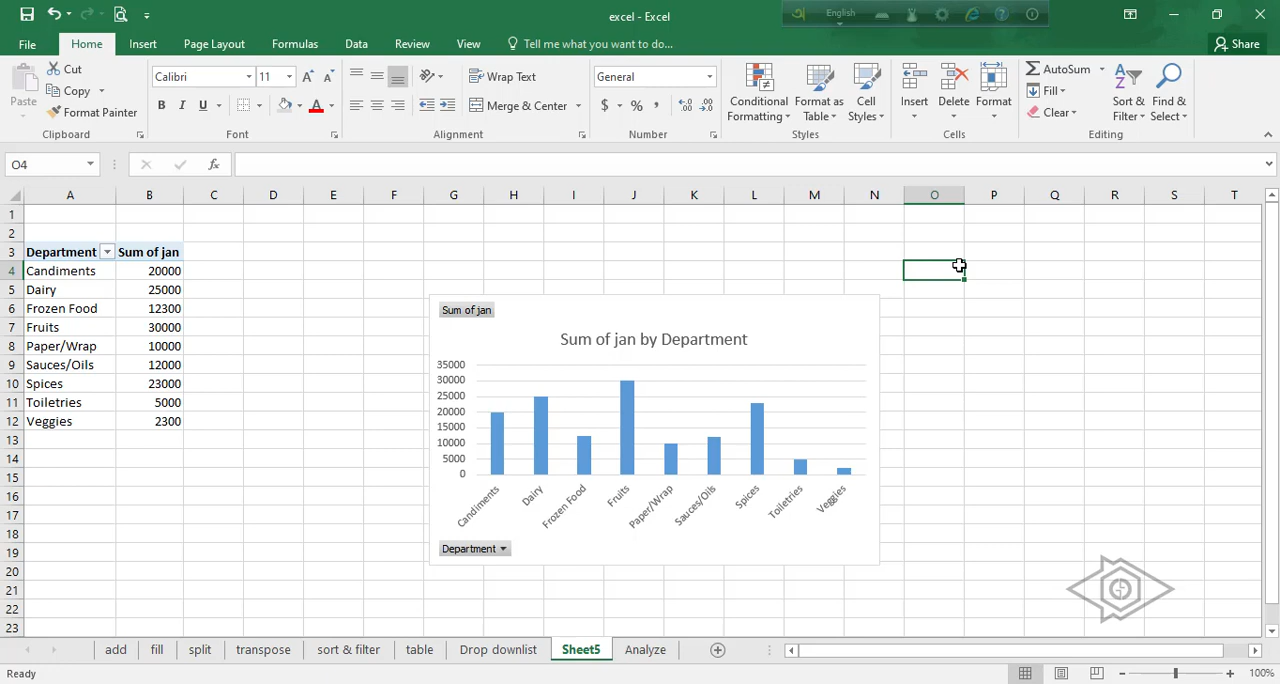 excel - Excel
English
File Home Insert Page Layout Formulas Data Review View Tell me what you want to do... Share
Paste Cut Copy Format Painter Clipboard
Calibri 11 B I U Font
Wrap Text Merge & Center Alignment
General $ % , Number
Conditional Formatting Format as Table Cell Styles Styles
Insert Delete Format Cells
AutoSum Fill Clear Sort & Filter Find & Select Editing
O4 fx
A B C D E F G H I J K L M N O P Q R S T
1
2
3 Department Sum of jan
4 Candiments 20000
5 Dairy 25000
6 Frozen Food 12300
7 Fruits 30000
8 Paper/Wrap 10000
9 Sauces/Oils 12000
10 Spices 23000
11 Toiletries 5000
12 Veggies 2300
13
14
15
16
17
18
19
20
21
22
23
Sum of jan
Sum of jan by Department
35000
30000
25000
20000
15000
10000
5000
0
Candiments Dairy Frozen Food Fruits Paper/Wrap Sauces/Oils Spices Toiletries Veggies
Department
add fill split transpose sort & filter table Drop downlist Sheet5 Analyze
Ready 100%